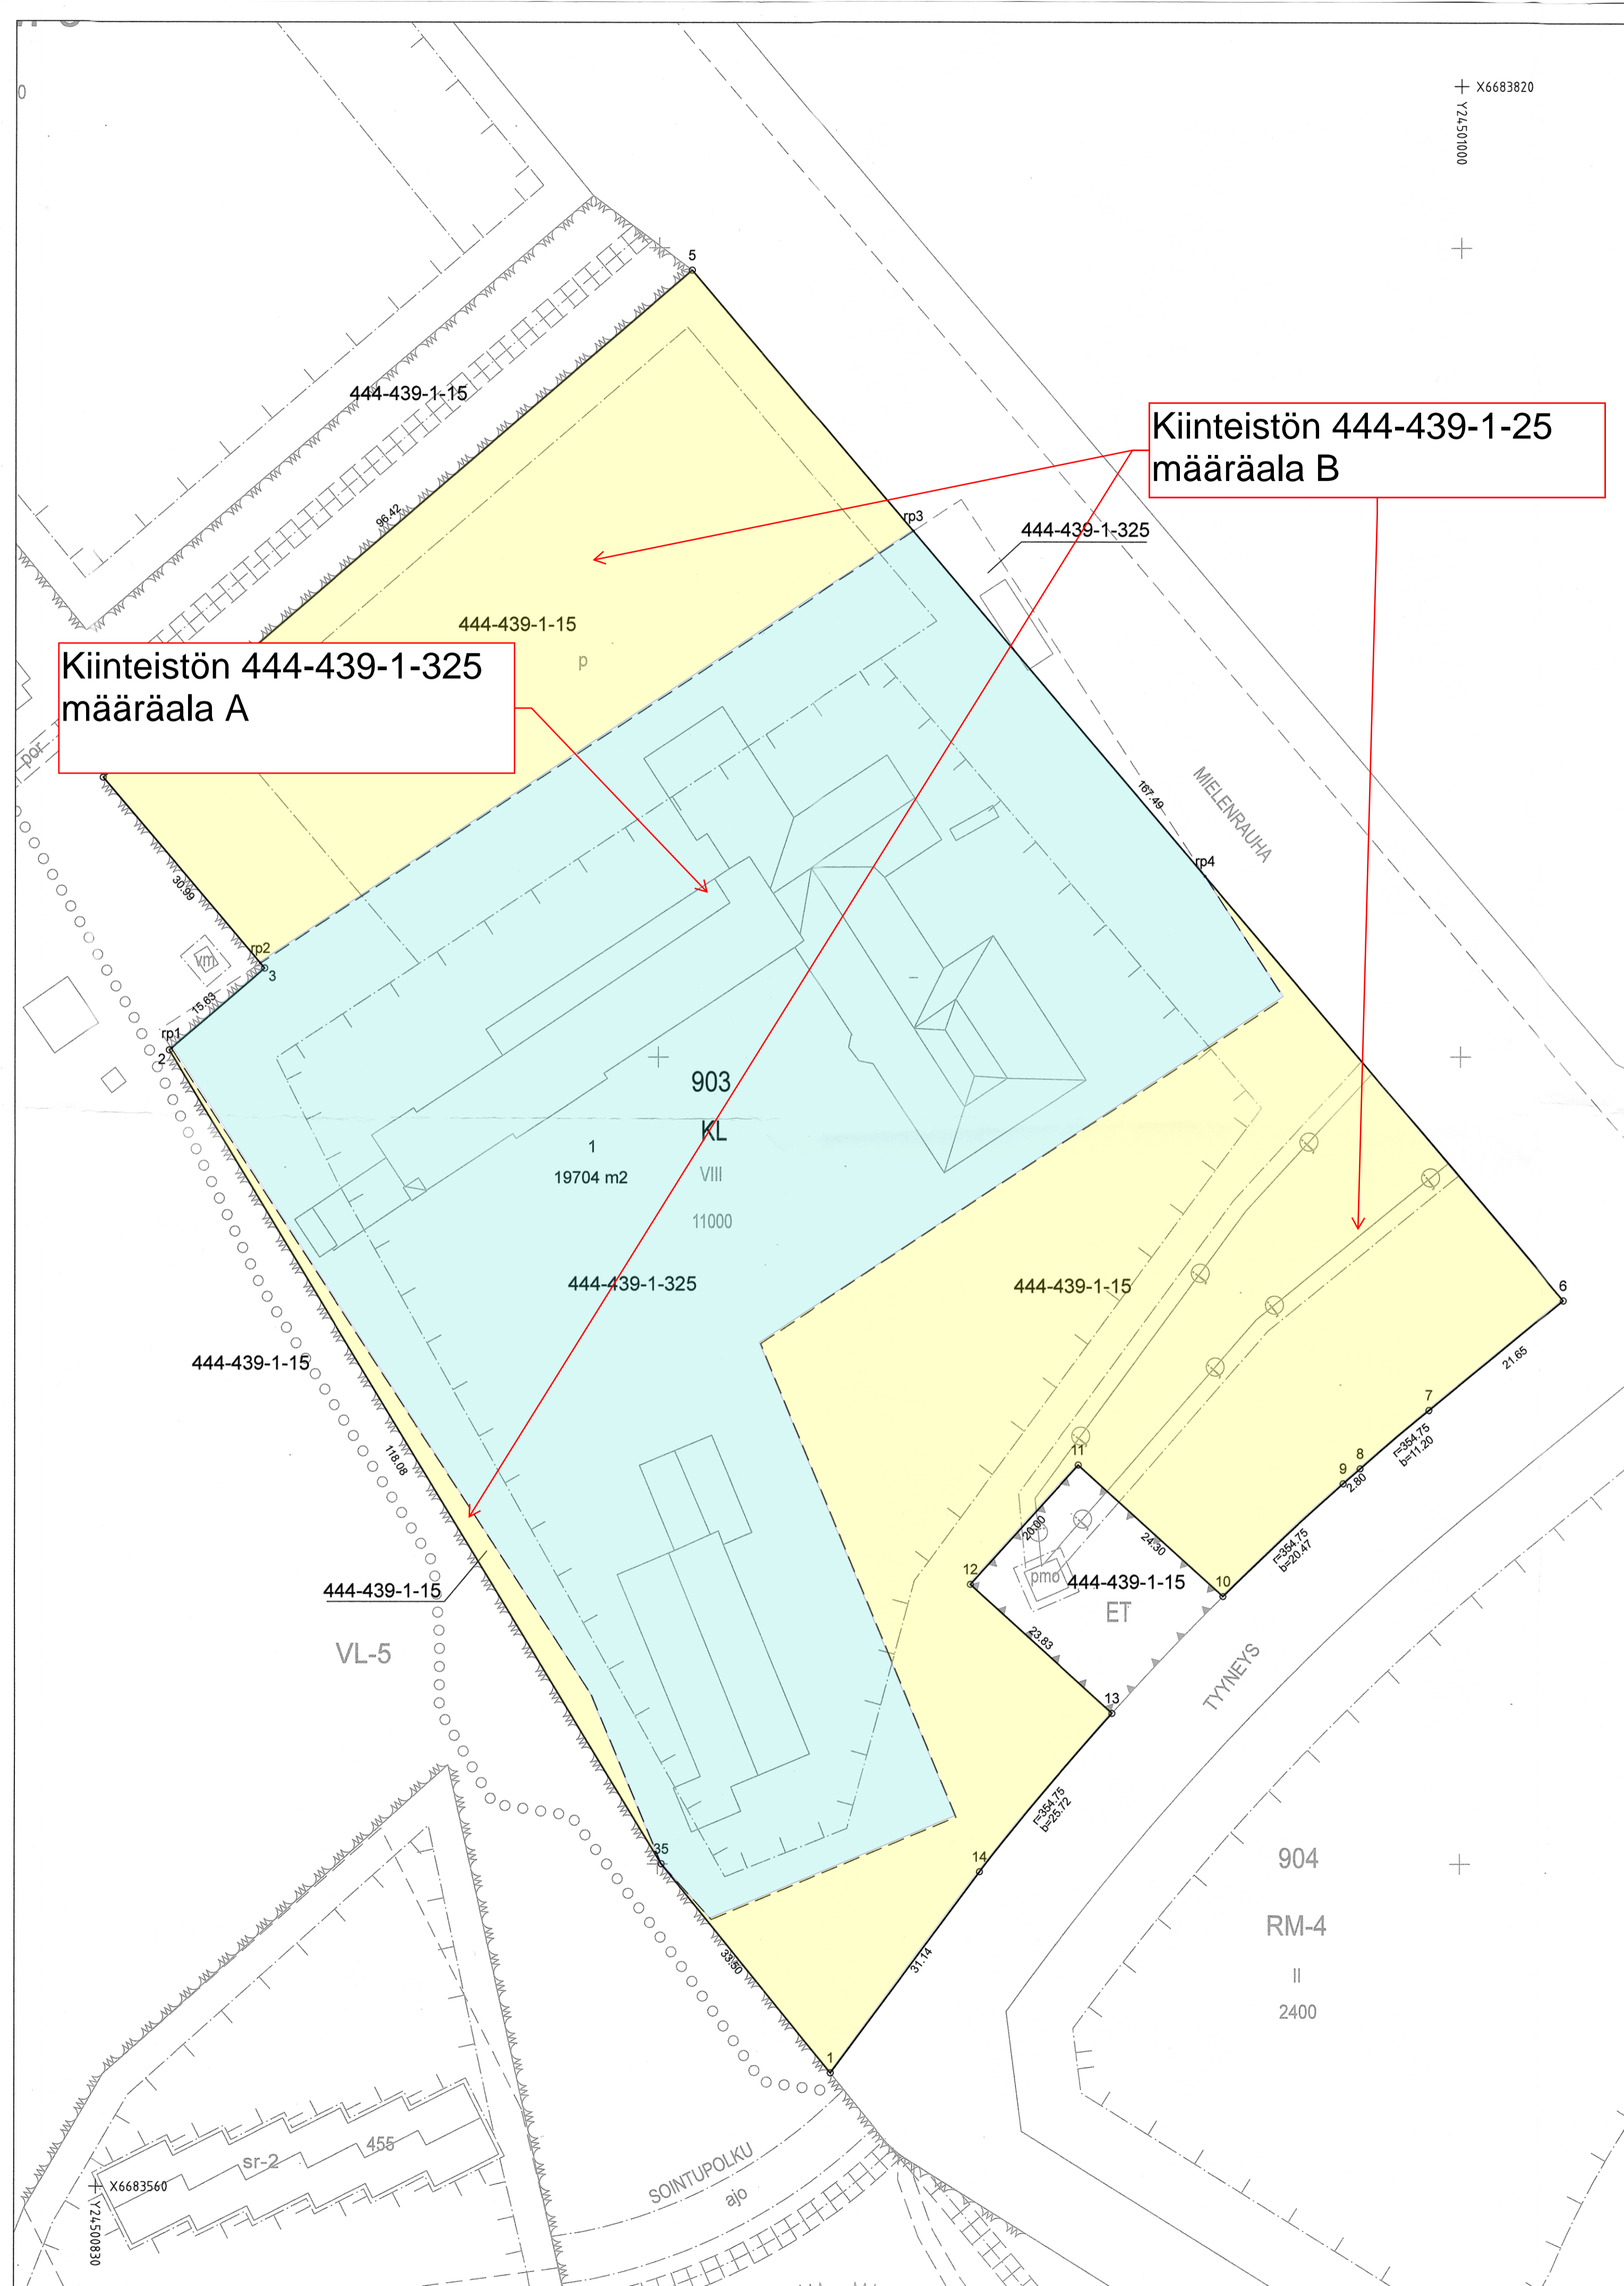 0
X6683820
Y24501000
5
444-439-1-15
96.42
Kiinteistön 444-439-1-25
määräala B
rp3
444-439-1-325
444-439-1-15
p
Kiinteistön 444-439-1-325
määräala A
por
167.49
MIELENRAUHA
rp4
30.99
rp2
3
vm
15.63
rp1
2
903
KL
1
19704 m2
VIII
11000
444-439-1-325
444-439-1-15
6
21.65
444-439-1-15
7
r=354.75
b=11.20
8
9
2.80
118.08
11
20.00
24.30
r=354.75
b=20.47
12
pmo
444-439-1-15
10
ET
444-439-1-15
23.83
VL-5
13
TYYNEYS
r=354.75
b=25.72
35
14
904
33.50
31.14
RM-4
II
2400
1
455
sr-2
SOINTUPOLKU
ajo
X6683560
Y24500830